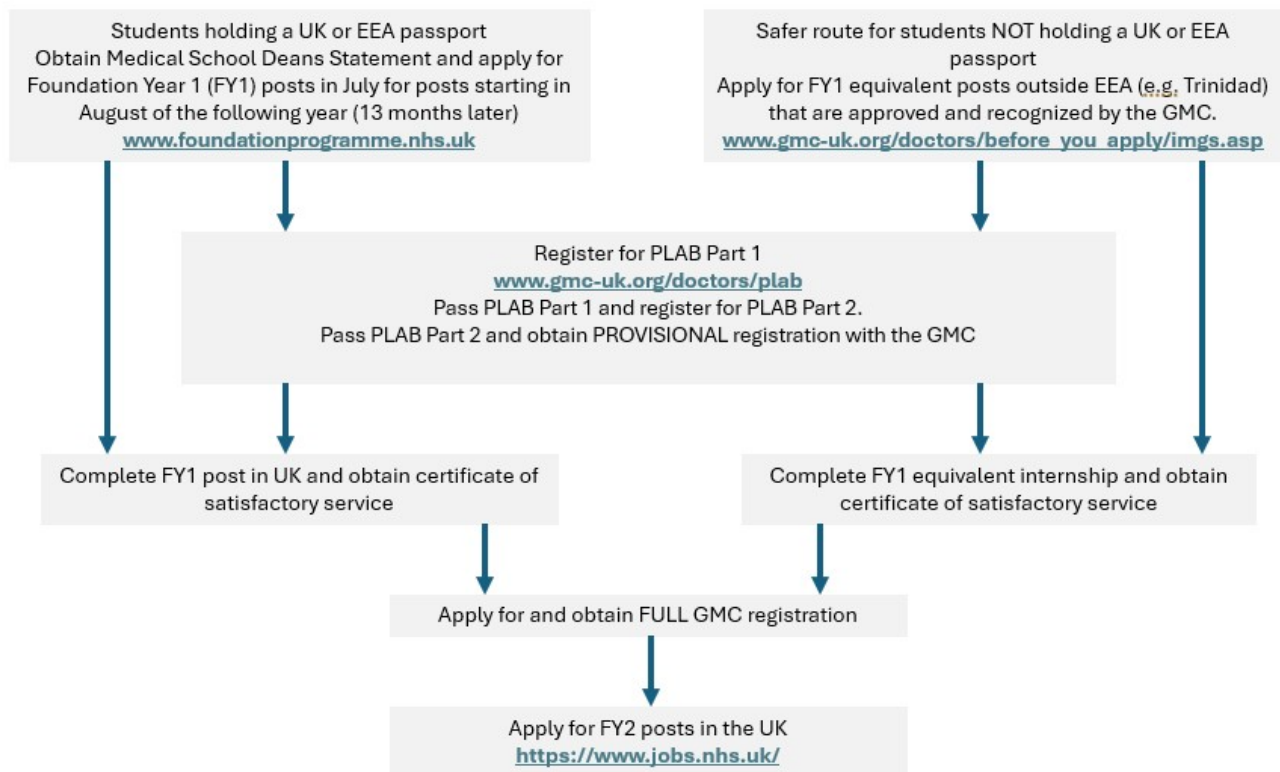 Students holding a UK or EEA passport
Obtain Medical School Deans Statement and apply for
Foundation Year 1 (FY1) posts in July for posts starting in
August of the following year (13 months later)
www.foundationprogramme.nhs.uk
Safer route for students NOT holding a UK or EEA
passport
Apply for FY1 equivalent posts outside EEA (e.g. Trinidad)
that are approved and recognized by the GMC.
www.gmc-uk.org/doctors/before_you_apply/imgs.asp
Register for PLAB Part 1
www.gmc-uk.org/doctors/plab
Pass PLAB Part 1 and register for PLAB Part 2.
Pass PLAB Part 2 and obtain PROVISIONAL registration with the GMC
Complete FY1 post in UK and obtain certificate of
satisfactory service
Complete FY1 equivalent internship and obtain
certificate of satisfactory service
Apply for and obtain FULL GMC registration
Apply for FY2 posts in the UK
https://www.jobs.nhs.uk/